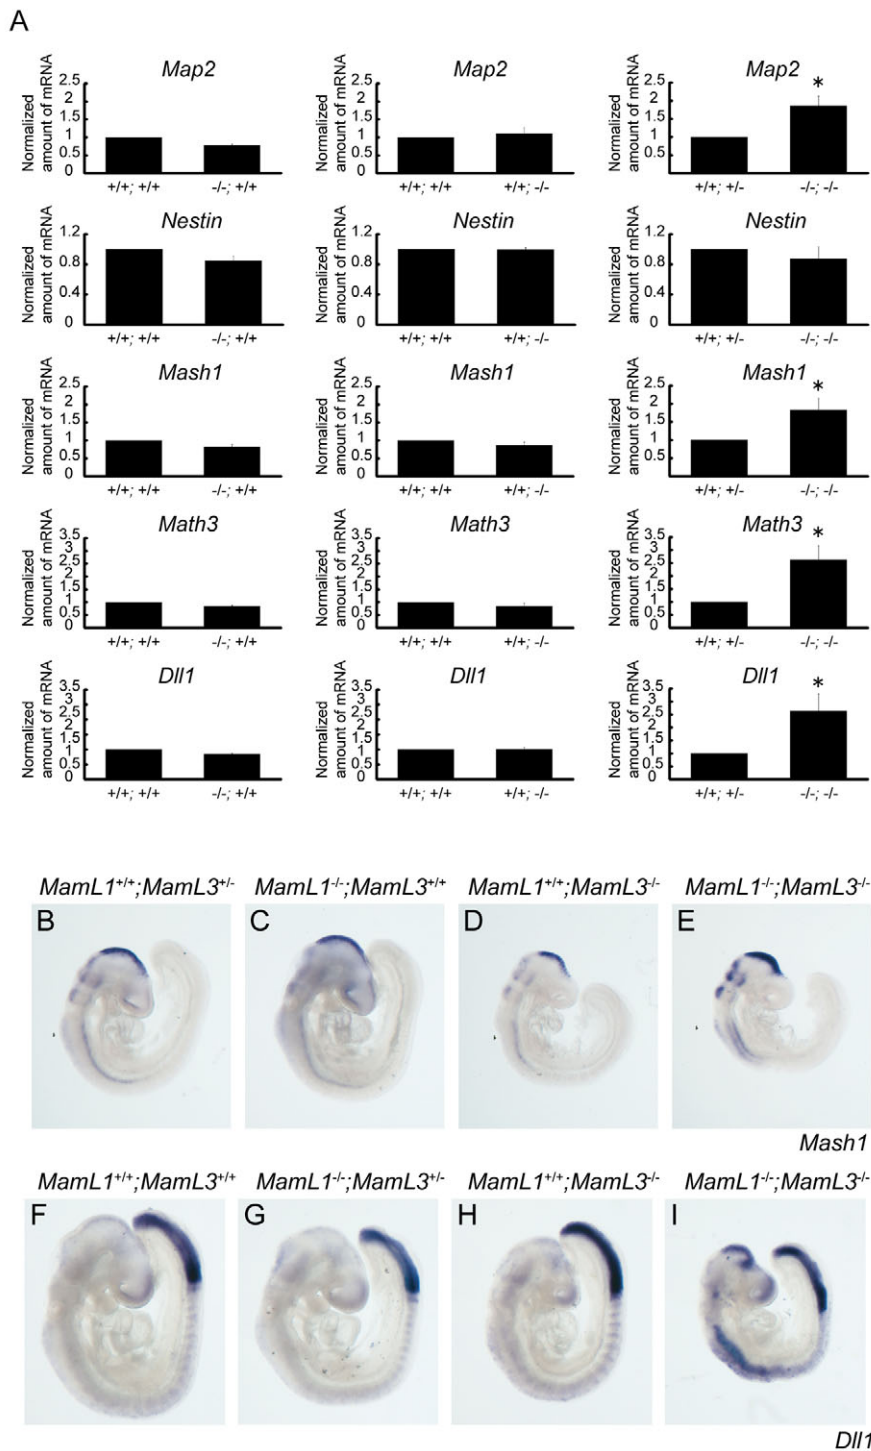 A
Map2 Map2 Map2
Normalized amount of mRNA
2.5
2
1.5
1
0.5
0
+/+; +/+ -/-; +/+
Normalized amount of mRNA
2.5
2
1.5
1
0.5
0
+/+; +/+ +/+; -/-
Normalized amount of mRNA
2.5
2
1.5
1
0.5
0
*
+/+; +/- -/-; -/-
Nestin Nestin Nestin
Normalized amount of mRNA
1.2
0.8
0.4
0
+/+; +/+ -/-; +/+
Normalized amount of mRNA
1.2
0.8
0.4
0
+/+; +/+ +/+; -/-
Normalized amount of mRNA
1.2
0.8
0.4
0
+/+; +/- -/-; -/-
Mash1 Mash1 Mash1
Normalized amount of mRNA
2.5
2
1.5
1
0.5
0
+/+; +/+ -/-; +/+
Normalized amount of mRNA
2.5
2
1.5
1
0.5
0
+/+; +/+ +/+; -/-
Normalized amount of mRNA
2.5
2
1.5
1
0.5
0
*
+/+; +/- -/-; -/-
Math3 Math3 Math3
Normalized amount of mRNA
3.5
3
2.5
2
1.5
1
0.5
0
+/+; +/+ -/-; +/+
Normalized amount of mRNA
3.5
3
2.5
2
1.5
1
0.5
0
+/+; +/+ +/+; -/-
Normalized amount of mRNA
3.5
3
2.5
2
1.5
1
0.5
0
*
+/+; +/- -/-; -/-
Dll1 Dll1 Dll1
Normalized amount of mRNA
3.5
3
2.5
2
1.5
1
0.5
0
+/+; +/+ -/-; +/+
Normalized amount of mRNA
3.5
3
2.5
2
1.5
1
0.5
0
+/+; +/+ +/+; -/-
Normalized amount of mRNA
3.5
3
2.5
2
1.5
1
0.5
0
*
+/+; +/- -/-; -/-
MamL1+/+;MamL3+/- MamL1-/-;MamL3+/+ MamL1+/+;MamL3-/- MamL1-/-;MamL3-/-
B C D E
Mash1
MamL1+/+;MamL3+/+ MamL1-/-;MamL3+/- MamL1+/+;MamL3-/- MamL1-/-;MamL3-/-
F G H I
Dll1